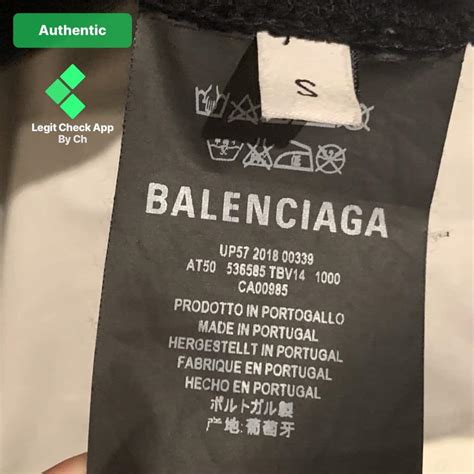 Authentic
Legit Check App
By Ch
S
BALENCIAGA
UP57 2018 00339
AT50 536585 TBV14 1000
CA00985
PRODOTTO IN PORTOGALLO
MADE IN PORTUGAL
HERGESTELLT IN PORTUGAL
FABRIQUE EN PORTUGAL
HECHO EN PORTUGAL
ポルトガル製
产地:葡萄牙